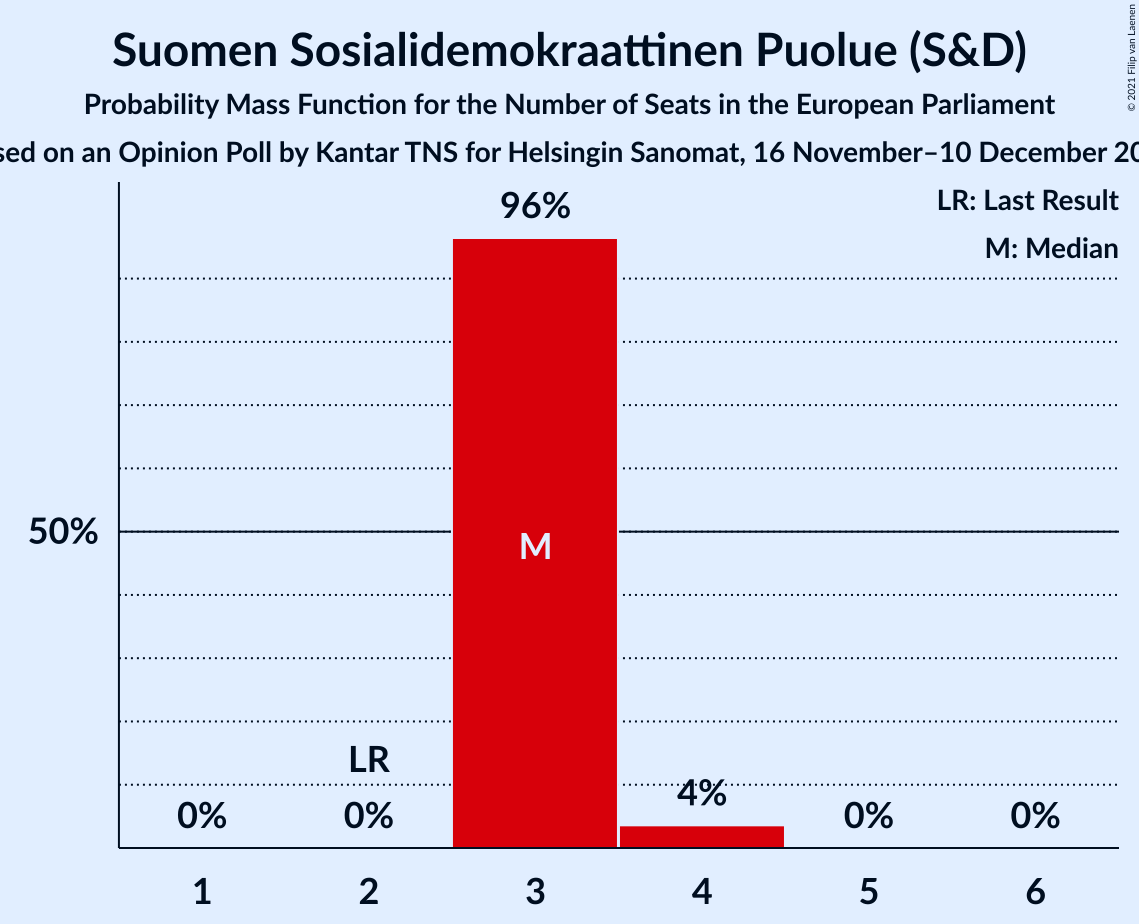 Suomen Sosialidemokraattinen Puolue (S&D)
Probability Mass Function for the Number of Seats in the European Parliament
sed on an Opinion Poll by Kantar TNS for Helsingin Sanomat, 16 November–10 December 20
© 2021 Filip van Laenen
LR: Last Result
M: Median
96%
50%
M
LR
4%
0% 0% 0% 0%
1 2 3 4 5 6